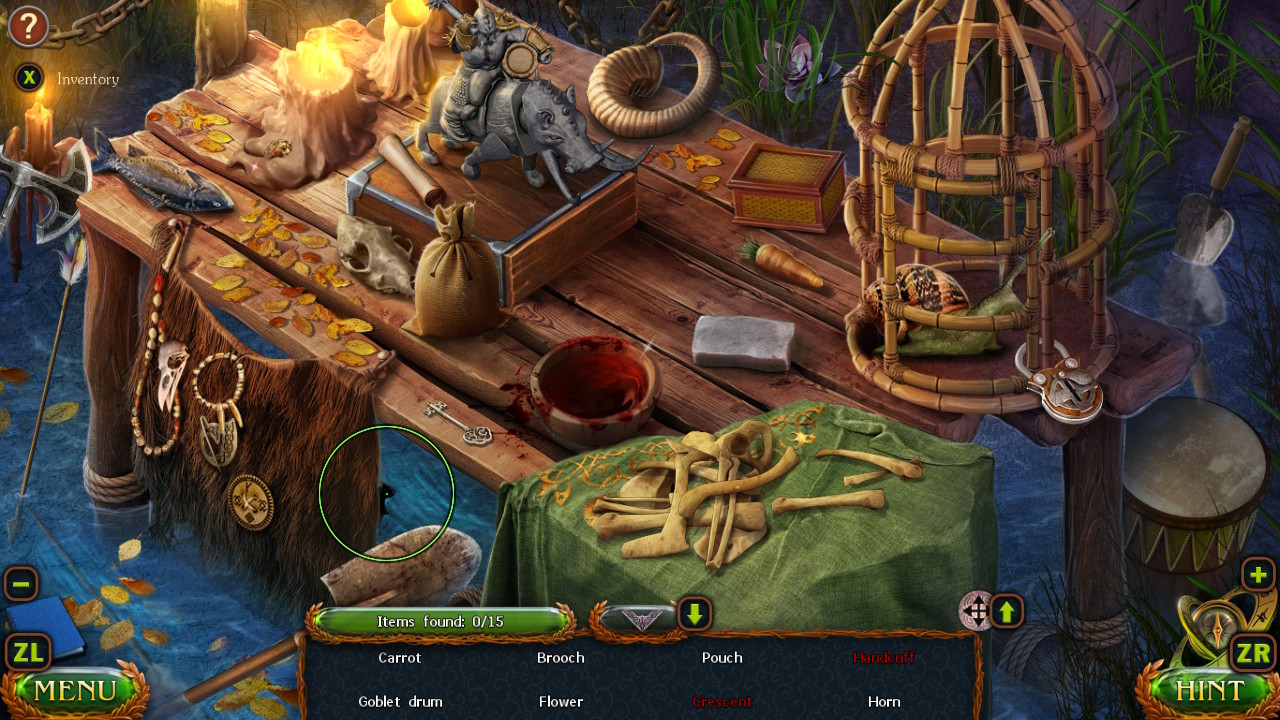 ?
X Inventory
+
−
ZL
ZR
MENU
HINT
Items found: 0/15
Carrot Brooch Pouch Handcuff
Goblet drum Flower Crescent Horn